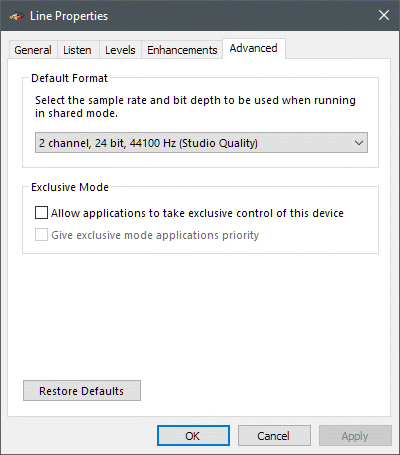 Line Properties
General Listen Levels Enhancements Advanced
Default Format
Select the sample rate and bit depth to be used when running
in shared mode.
2 channel, 24 bit, 44100 Hz (Studio Quality)
Exclusive Mode
Allow applications to take exclusive control of this device
Give exclusive mode applications priority
Restore Defaults
OK Cancel Apply